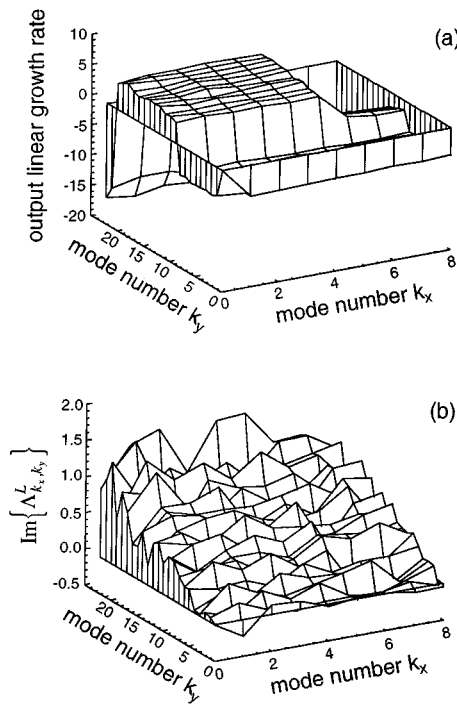 (a)
output linear growth rate
10
5
0
-5
-10
-15
-20
20 15 10 5 0
mode number k_y
0 2 4 6 8
mode number k_x
(b)
Im{Λ^L_{k_x,k_y}}
2.0
1.5
1.0
0.5
0.0
-0.5
20 15 10 5 0
mode number k_y
0 2 4 6 8
mode number k_x